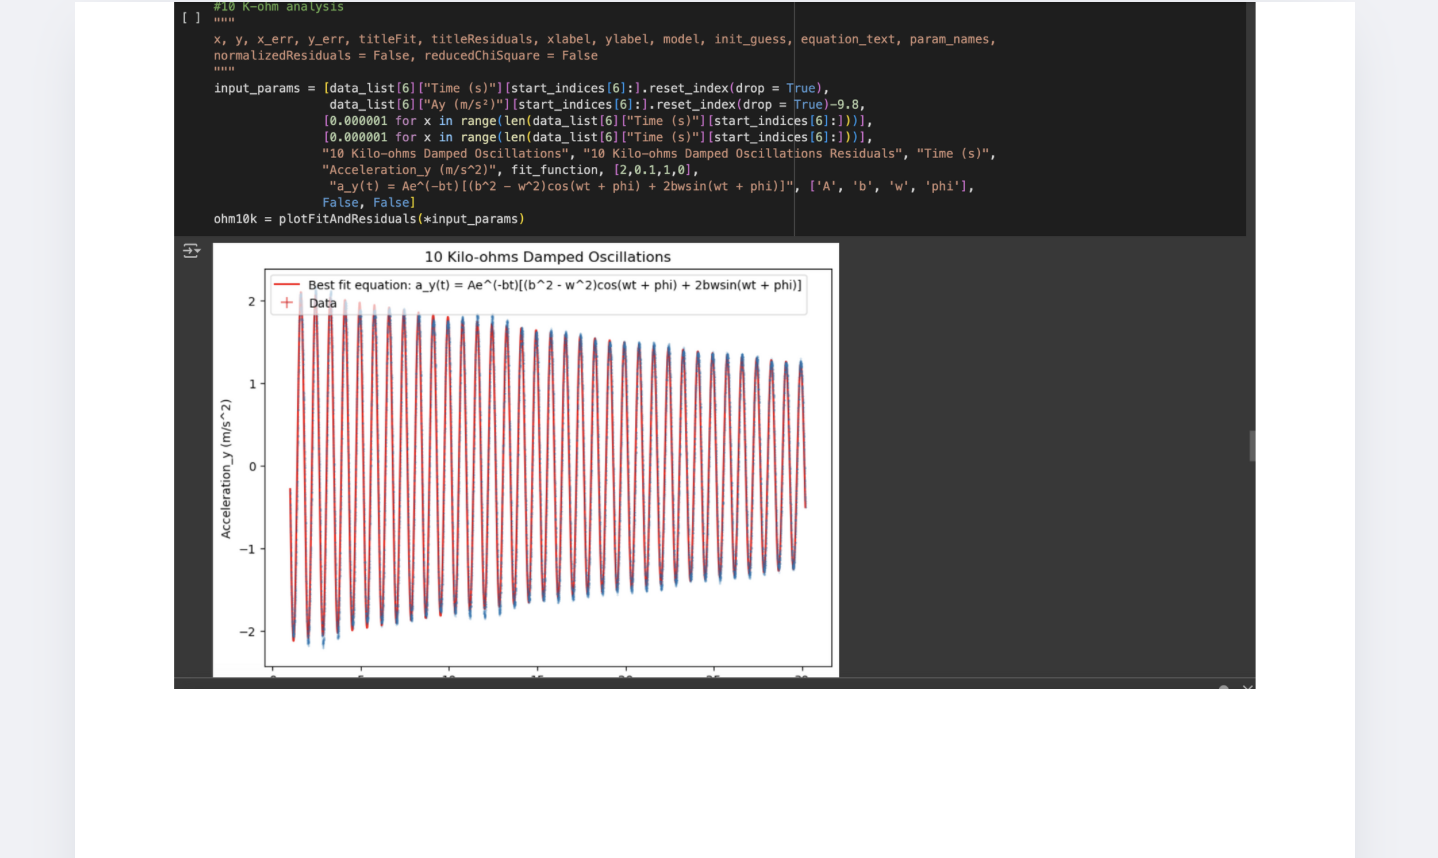 #10 K-ohm analysis
[ ] """
x, y, x_err, y_err, titleFit, titleResiduals, xlabel, ylabel, model, init_guess, equation_text, param_names,
normalizedResiduals = False, reducedChiSquare = False
"""
input_params = [data_list[6]["Time (s)"][start_indices[6]:].reset_index(drop = True),
data_list[6]["Ay (m/s²)"][start_indices[6]:].reset_index(drop = True)-9.8,
[0.000001 for x in range(len(data_list[6]["Time (s)"][start_indices[6]:]))],
[0.000001 for x in range(len(data_list[6]["Time (s)"][start_indices[6]:]))],
"10 Kilo-ohms Damped Oscillations", "10 Kilo-ohms Damped Oscillations Residuals", "Time (s)",
"Acceleration_y (m/s^2)", fit_function, [2,0.1,1,0],
"a_y(t) = Ae^(-bt)[(b^2 - w^2)cos(wt + phi) + 2bwsin(wt + phi)]", ['A', 'b', 'w', 'phi'],
False, False]
ohm10k = plotFitAndResiduals(*input_params)
10 Kilo-ohms Damped Oscillations
Best fit equation: a_y(t) = Ae^(-bt)[(b^2 - w^2)cos(wt + phi) + 2bwsin(wt + phi)]
Data
2
1
0
−1
−2
Acceleration_y (m/s^2)